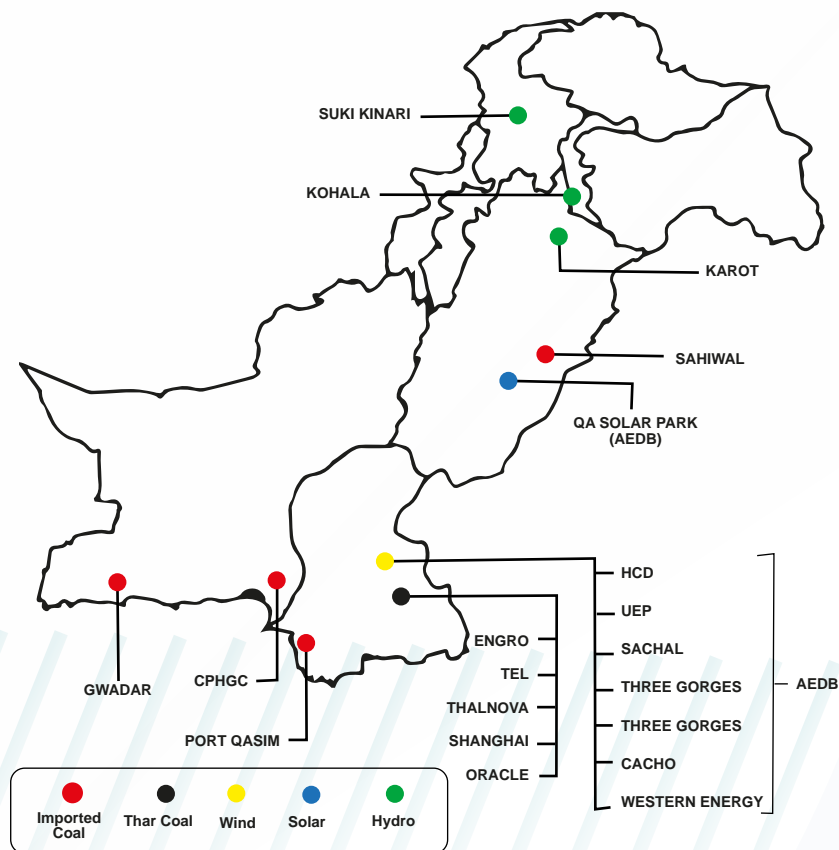 SUKI KINARI
KOHALA
KAROT
SAHIWAL
QA SOLAR PARK
(AEDB)
HCD
UEP
SACHAL
THREE GORGES
THREE GORGES
CACHO
WESTERN ENERGY
AEDB
ENGRO
TEL
THALNOVA
SHANGHAI
ORACLE
GWADAR
CPHGC
PORT QASIM
Imported
Coal
Thar Coal
Wind
Solar
Hydro